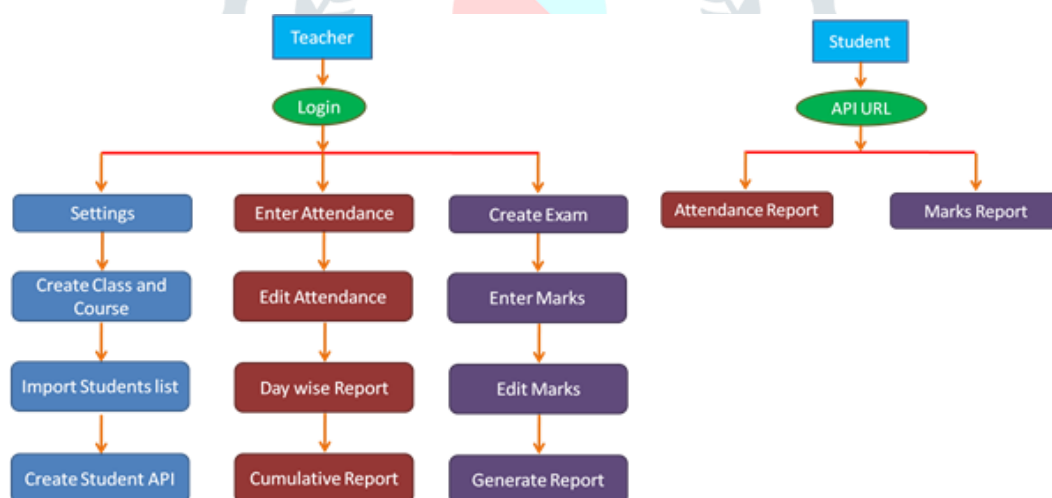 Teacher
Student
Login
API URL
Settings
Enter Attendance
Create Exam
Attendance Report
Marks Report
Create Class and
Course
Edit Attendance
Enter Marks
Import Students list
Day wise Report
Edit Marks
Create Student API
Cumulative Report
Generate Report